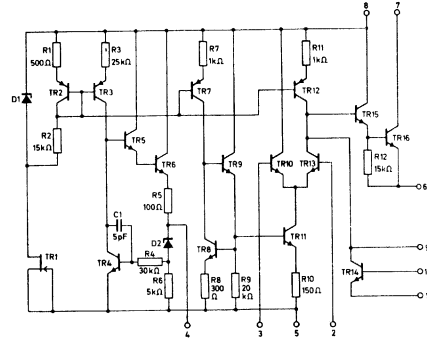 8 7
R1
500Ω
R3
25kΩ
R7
1kΩ
R11
1kΩ
D1
TR2
TR3
TR7
TR12
TR15
TR16
R2
15kΩ
TR5
TR6
TR9
TR10
TR13
R12
15kΩ
6
R5
100Ω
C1
5pF
D2
TR11
TR1
TR4
R4
30kΩ
TR8
TR14
R6
5kΩ
R8
300
Ω
R9
20
kΩ
R10
150Ω
4 3 5 2